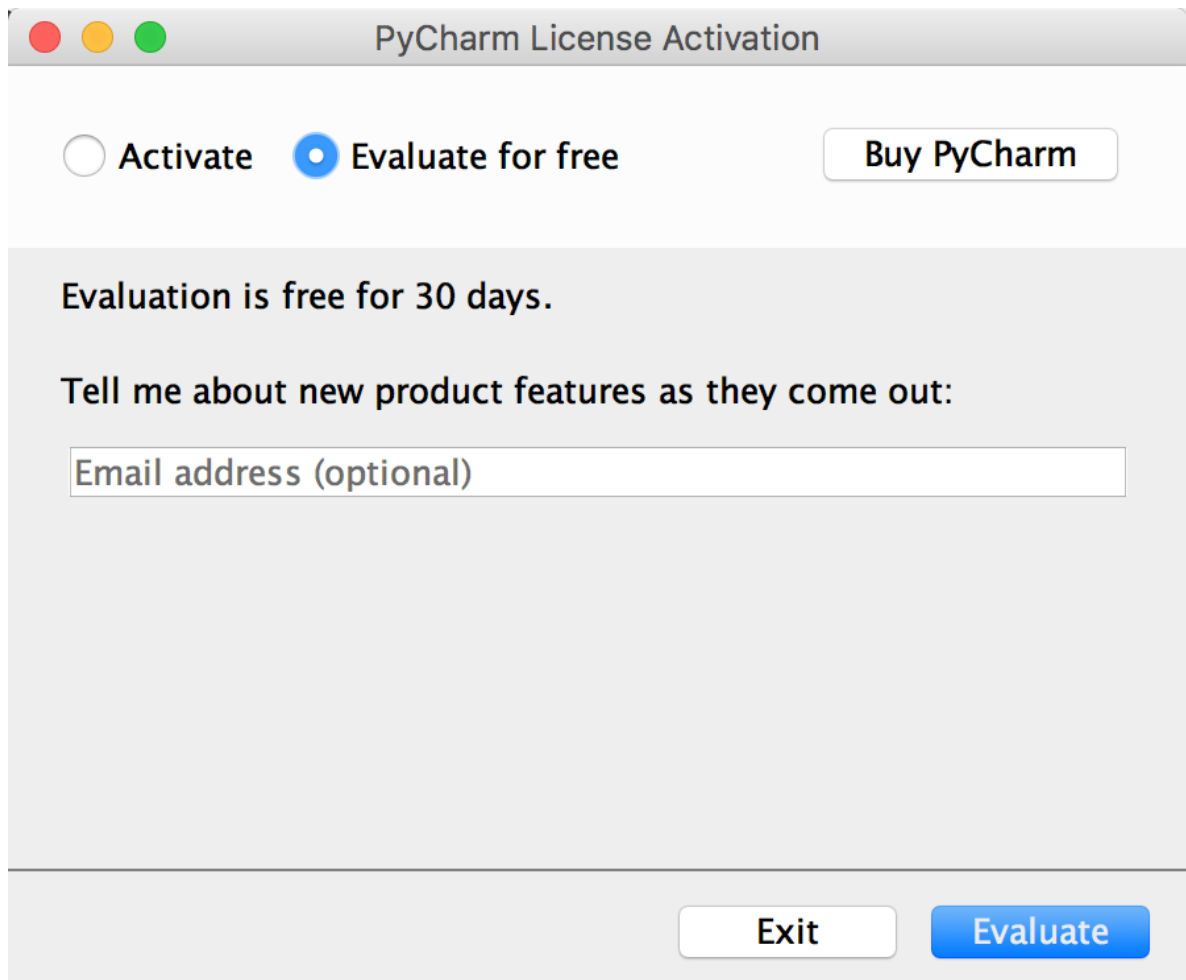 PyCharm License Activation
Activate Evaluate for free Buy PyCharm
Evaluation is free for 30 days.
Tell me about new product features as they come out:
Email address (optional)
Exit Evaluate